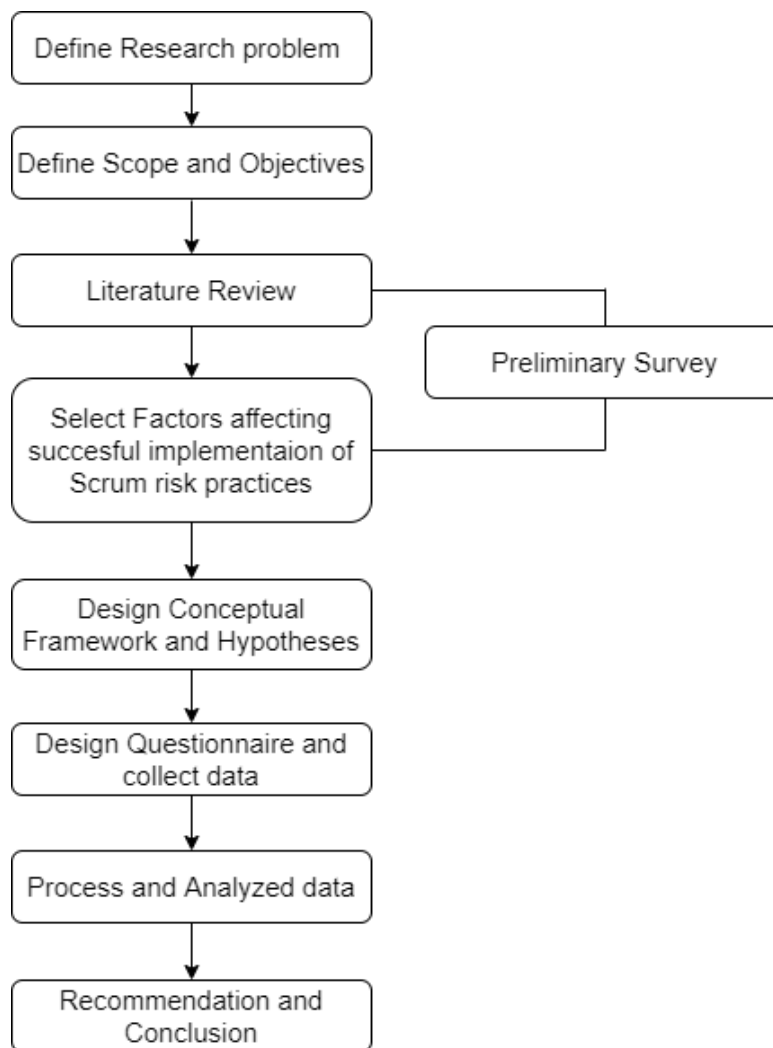 Define Research problem
Define Scope and Objectives
Literature Review
Preliminary Survey
Select Factors affecting
succesful implementaion of
Scrum risk practices
Design Conceptual
Framework and Hypotheses
Design Questionnaire and
collect data
Process and Analyzed data
Recommendation and
Conclusion